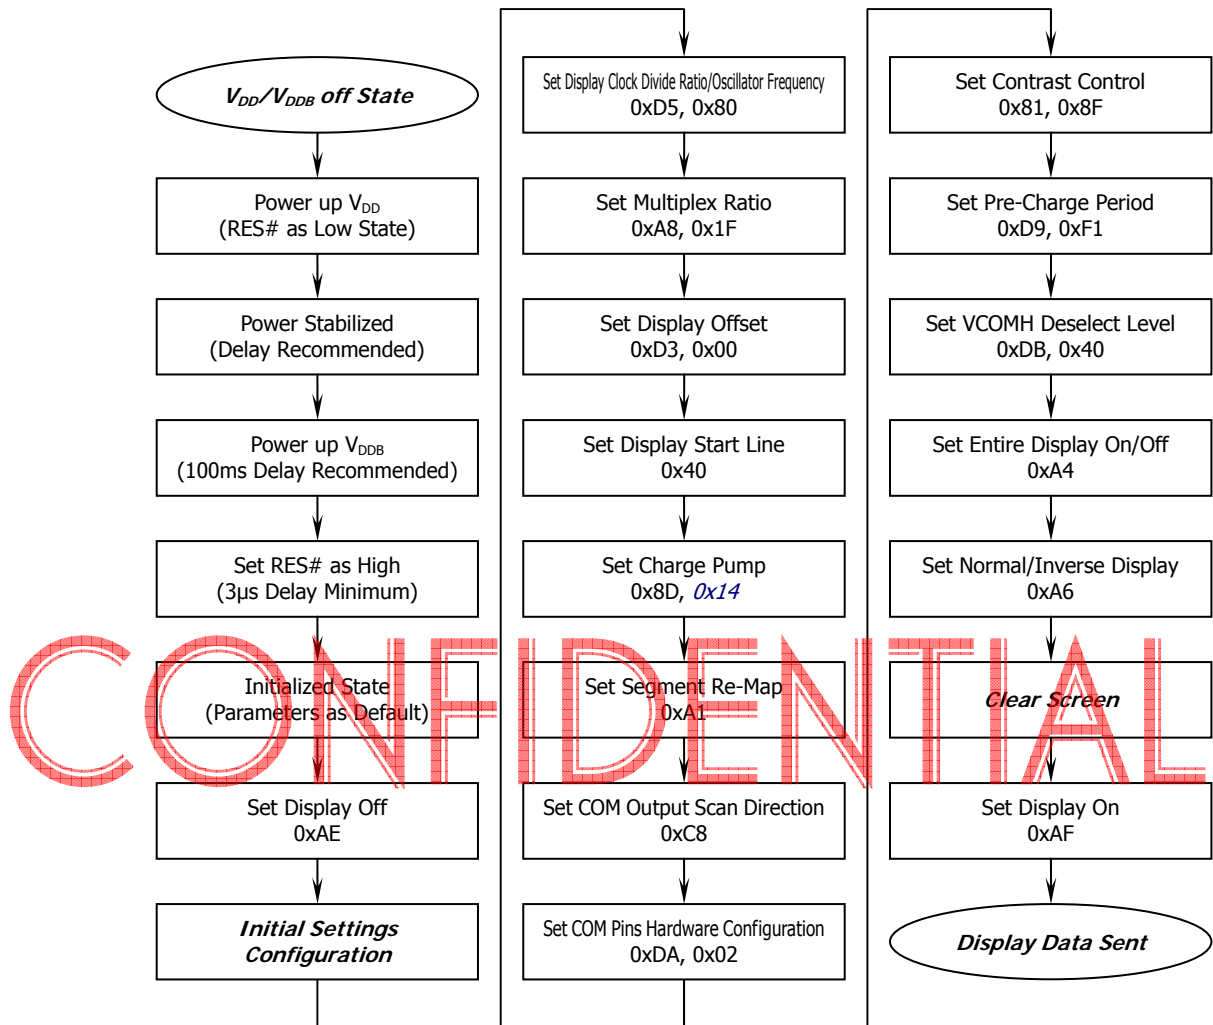 V_DD/V_DDB off State
Power up V_DD
(RES# as Low State)
Power Stabilized
(Delay Recommended)
Power up V_DDB
(100ms Delay Recommended)
Set RES# as High
(3μs Delay Minimum)
Initialized State
(Parameters as Default)
Set Display Off
0xAE
Initial Settings
Configuration
Set Display Clock Divide Ratio/Oscillator Frequency
0xD5, 0x80
Set Multiplex Ratio
0xA8, 0x1F
Set Display Offset
0xD3, 0x00
Set Display Start Line
0x40
Set Charge Pump
0x8D, 0x14
Set Segment Re-Map
0xA1
Set COM Output Scan Direction
0xC8
Set COM Pins Hardware Configuration
0xDA, 0x02
Set Contrast Control
0x81, 0x8F
Set Pre-Charge Period
0xD9, 0xF1
Set VCOMH Deselect Level
0xDB, 0x40
Set Entire Display On/Off
0xA4
Set Normal/Inverse Display
0xA6
Clear Screen
Set Display On
0xAF
Display Data Sent
CONFIDENTIAL